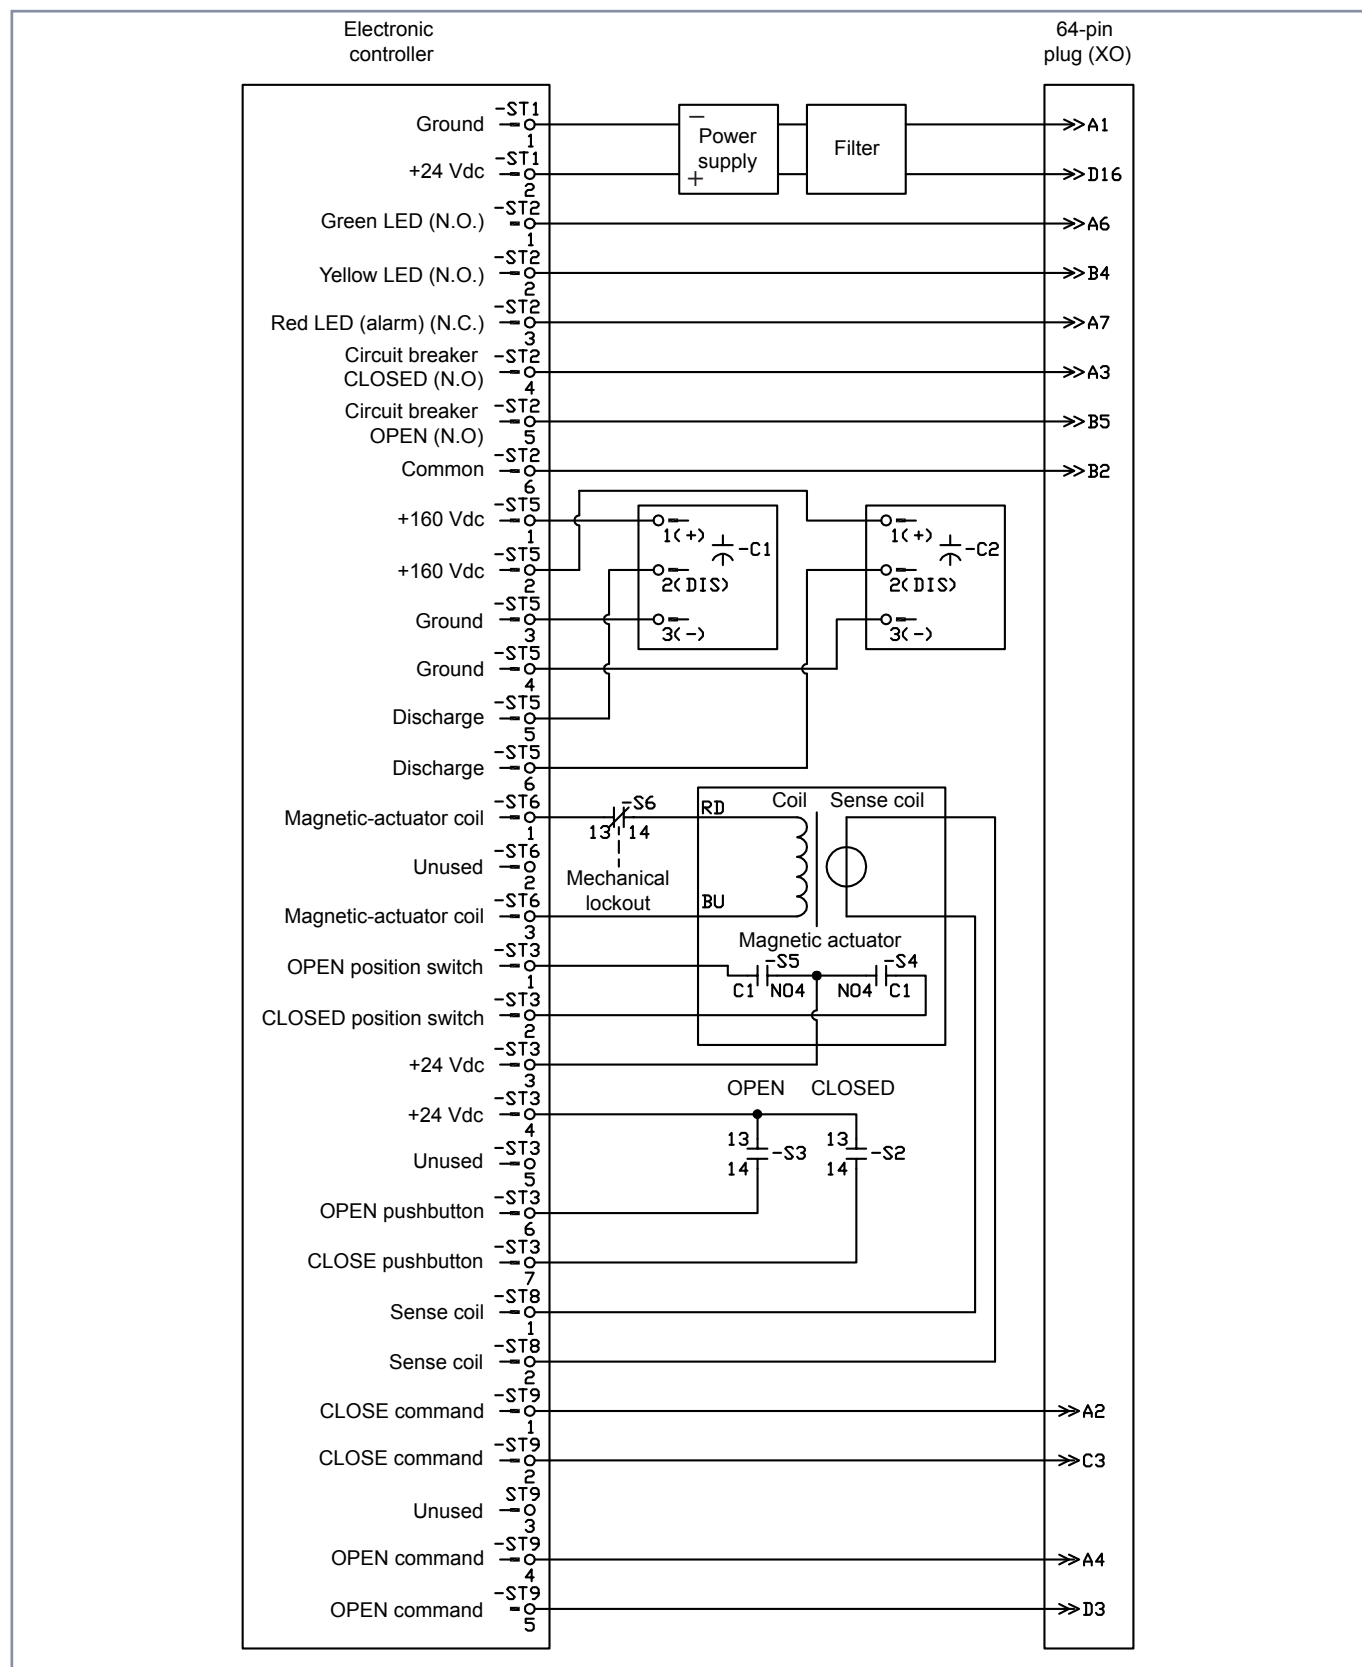 Electronic
controller
64-pin
plug (XO)
Ground
-ST1
1
−
Power
supply
+
Filter
A1
+24 Vdc
-ST1
2
D16
Green LED (N.O.)
-ST2
1
A6
Yellow LED (N.O.)
-ST2
2
B4
Red LED (alarm) (N.C.)
-ST2
3
A7
Circuit breaker
CLOSED (N.O)
-ST2
4
A3
Circuit breaker
OPEN (N.O)
-ST2
5
B5
Common
-ST2
6
B2
+160 Vdc
-ST5
1
1(+)
-C1
1(+)
-C2
+160 Vdc
-ST5
2
2(DIS)
2(DIS)
Ground
-ST5
3
3(-)
3(-)
Ground
-ST5
4
Discharge
-ST5
5
Discharge
-ST5
6
Magnetic-actuator coil
-ST6
1
-S6
13 14
RD
Coil
Sense coil
Unused
-ST6
2
Mechanical
lockout
Magnetic-actuator coil
-ST6
3
BU
Magnetic actuator
OPEN position switch
-ST3
1
-S5
C1 NO4
-S4
NO4 C1
CLOSED position switch
-ST3
2
+24 Vdc
-ST3
3
OPEN CLOSED
+24 Vdc
-ST3
4
13
14
-S3
13
14
-S2
Unused
-ST3
5
OPEN pushbutton
-ST3
6
CLOSE pushbutton
-ST3
7
Sense coil
-ST8
1
Sense coil
-ST8
2
CLOSE command
-ST9
1
A2
CLOSE command
-ST9
2
C3
Unused
ST9
3
OPEN command
-ST9
4
A4
OPEN command
-ST9
5
D3